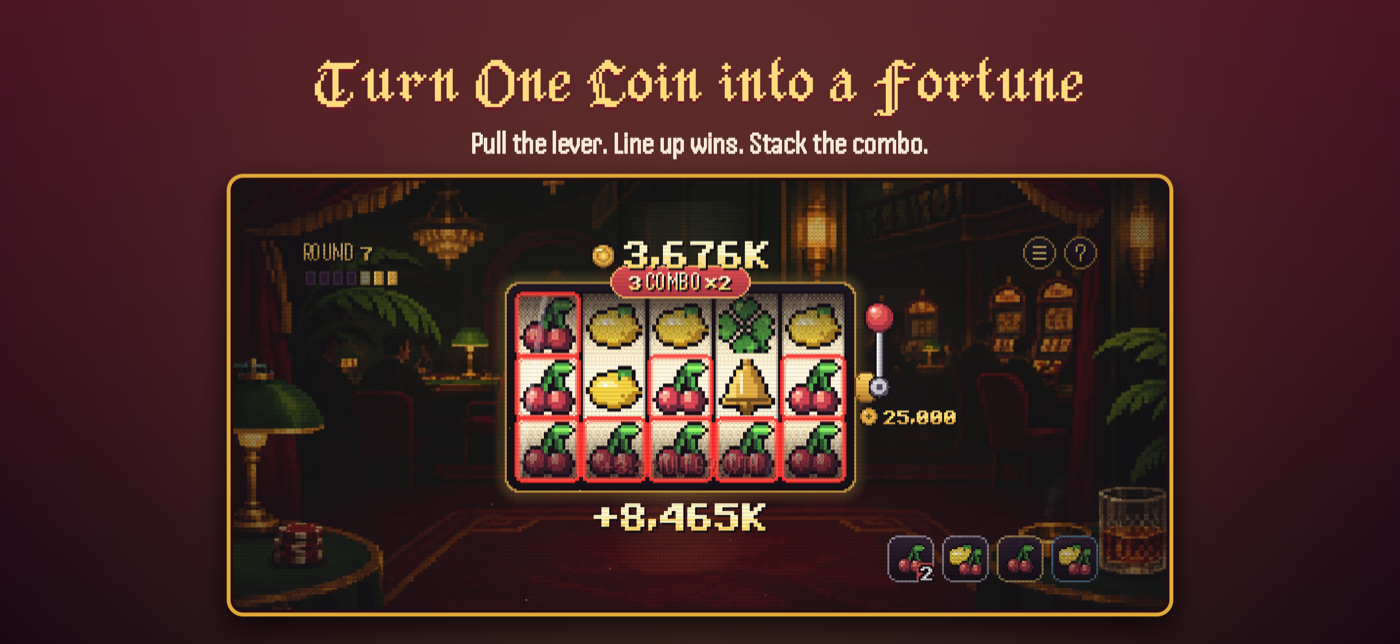 Turn One Coin into a Fortune
Pull the lever. Line up wins. Stack the combo.
ROUND 7
3,676K
?
3 COMBO ×2
25,000
+8,465K
2